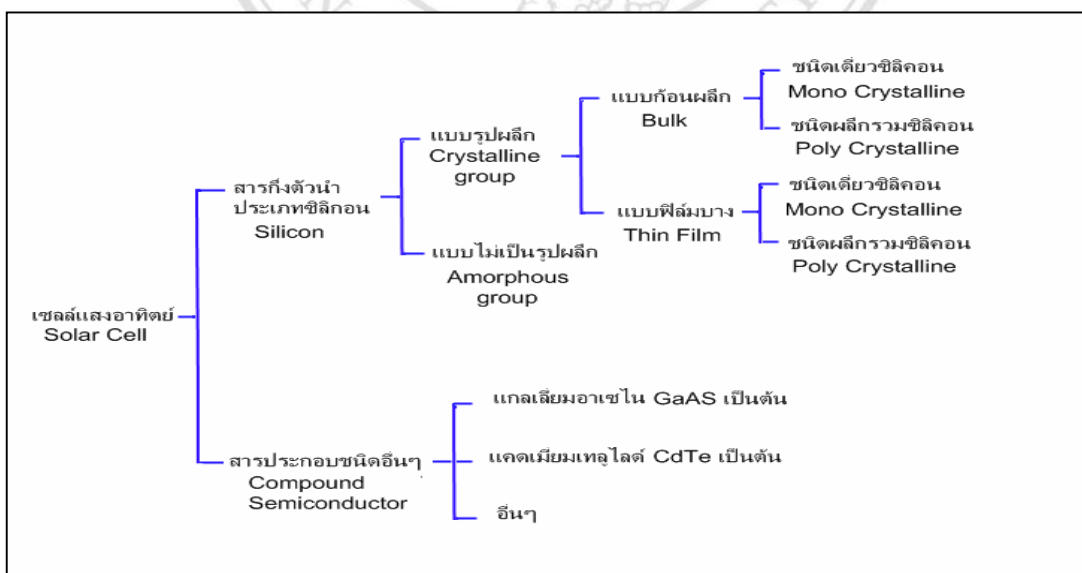 ชนิดเดี่ยวซิลิคอน
Mono Crystalline
แบบก้อนผลึก
Bulk
ชนิดผลึกรวมซิลิคอน
Poly Crystalline
แบบรูปผลึก
Crystalline
group
ชนิดเดี่ยวซิลิคอน
Mono Crystalline
แบบฟิล์มบาง
Thin Film
ชนิดผลึกรวมซิลิคอน
Poly Crystalline
สารกึ่งตัวนำ
ประเภทซิลิกอน
Silicon
แบบไม่เป็นรูปผลึก
Amorphous
group
เซลล์แสงอาทิตย์
Solar Cell
แกลเลียมอาเซไน GaAS เป็นต้น
สารประกอบชนิดอื่นๆ
Compound
Semiconductor
แคดเมียมเทลูไลด์ CdTe เป็นต้น
อื่นๆ